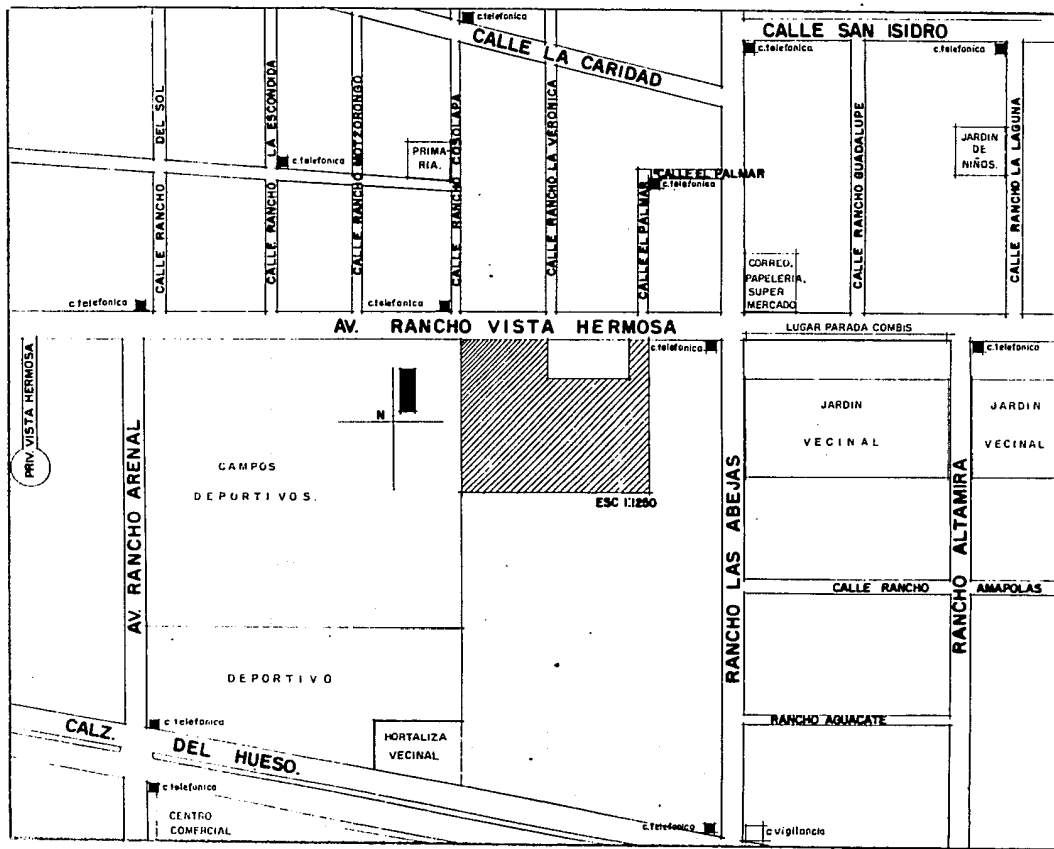 c.telefonica
CALLE SAN ISIDRO
CALLE LA CARIDAD
c.telefonica
c.telefonica
CALLE RANCHO DEL SOL
CALLE RANCHO LA ESCONDIDA
CALLE RANCHO MOTZORONGO
CALLE RANCHO COSOLAPA
CALLE RANCHO LA VERONICA
CALLE RANCHO GUADALUPE
CALLE RANCHO LA LAGUNA
c.telefonica
PRIMA-
RIA.
JARDIN
DE
NIÑOS.
CALLE EL PALMAR
c.telefonica
CALLE EL PALMAR
CORREO,
PAPELERIA,
SUPER
MERCADO
c telefonica
c.telefonica
AV. RANCHO VISTA HERMOSA
LUGAR PARADA COMBIS
PRIV. VISTA HERMOSA
c.telefonica
c.telefonica
AV. RANCHO ARENAL
N
JARDIN
VECINAL
JARDIN
VECINAL
CAMPOS
DEPORTIVOS.
ESC 1:1250
RANCHO LAS ABEJAS
RANCHO ALTAMIRA
CALLE RANCHO AMAPOLAS
DEPORTIVO
RANCHO AGUACATE
c telefonica
CALZ. DEL HUESO.
HORTALIZA
VECINAL
c telefonica
CENTRO
COMERCIAL
c.telefonica
c vigilancia